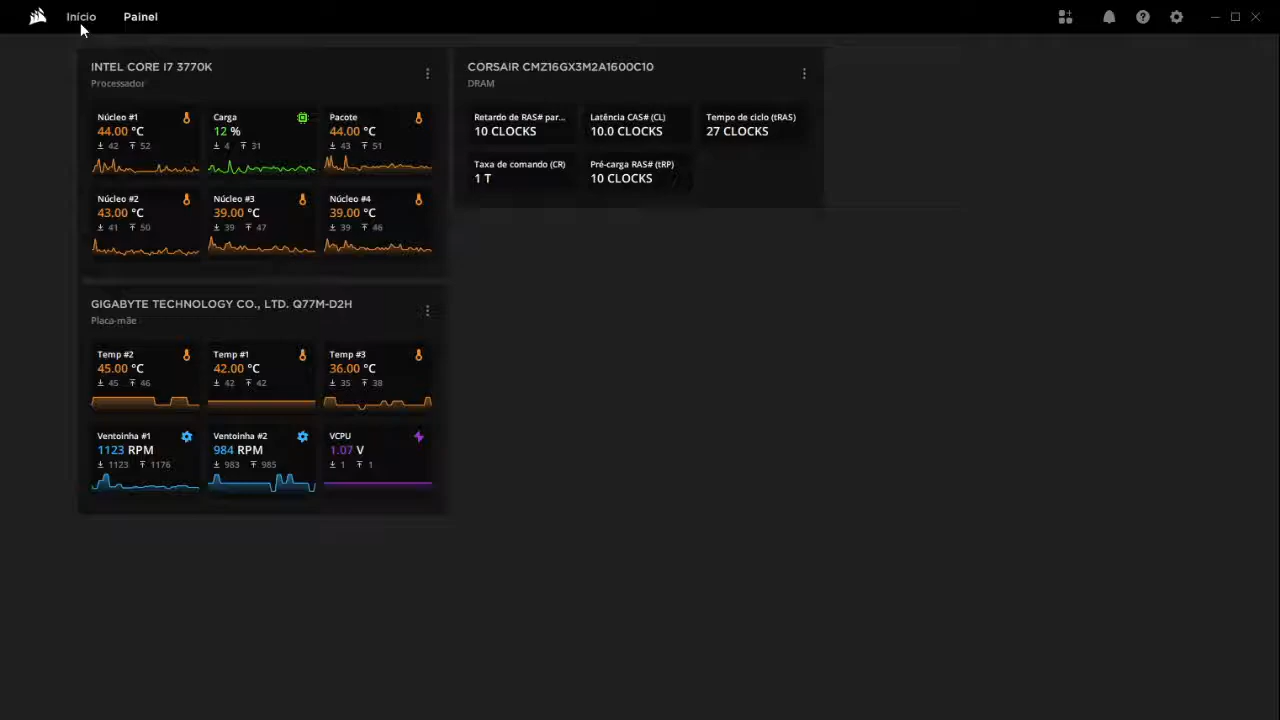 Início Painel
INTEL CORE I7 3770K
Processador
Núcleo #1 Carga Pacote
44.00 °C 12 % 44.00 °C
42 52 4 31 43 51
Núcleo #2 Núcleo #3 Núcleo #4
43.00 °C 39.00 °C 39.00 °C
41 50 39 47 39 46
GIGABYTE TECHNOLOGY CO., LTD. Q77M-D2H
Placa-mãe
Temp #2 Temp #1 Temp #3
45.00 °C 42.00 °C 36.00 °C
45 46 42 42 35 38
Ventoinha #1 Ventoinha #2 VCPU
1123 RPM 984 RPM 1.07 V
1123 1176 983 985 1 1
CORSAIR CMZ16GX3M2A1600C10
DRAM
Retardo de RAS# par... Latência CAS# (CL) Tempo de ciclo (tRAS)
10 CLOCKS 10.0 CLOCKS 27 CLOCKS
Taxa de comando (CR) Pré-carga RAS# (tRP)
1 T 10 CLOCKS